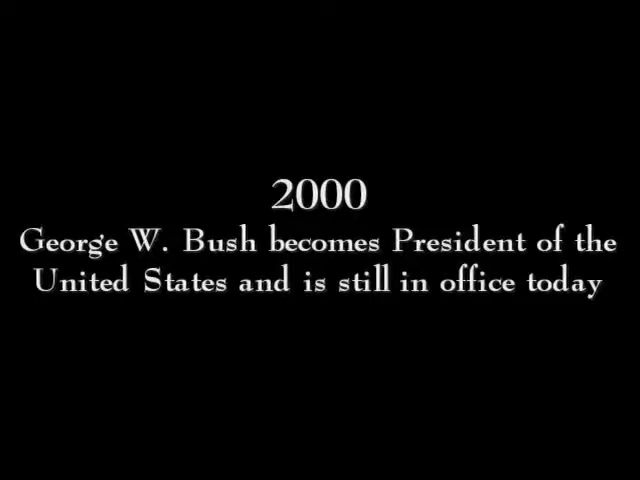 2000
George W. Bush becomes President of the
United States and is still in office today